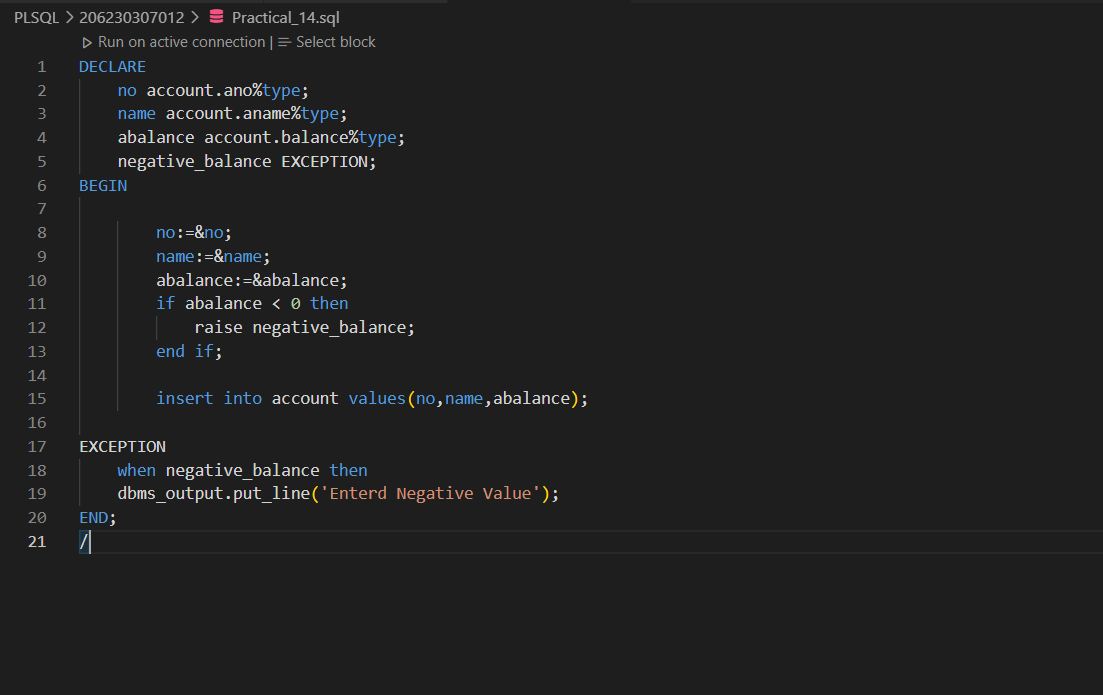 PLSQL > 206230307012 > Practical_14.sql
Run on active connection | Select block
1 DECLARE
2     no account.ano%type;
3     name account.aname%type;
4     abalance account.balance%type;
5     negative_balance EXCEPTION;
6 BEGIN
7
8         no:=&no;
9         name:=&name;
10         abalance:=&abalance;
11         if abalance < 0 then
12             raise negative_balance;
13         end if;
14
15         insert into account values(no,name,abalance);
16
17 EXCEPTION
18     when negative_balance then
19     dbms_output.put_line('Enterd Negative Value');
20 END;
21 /